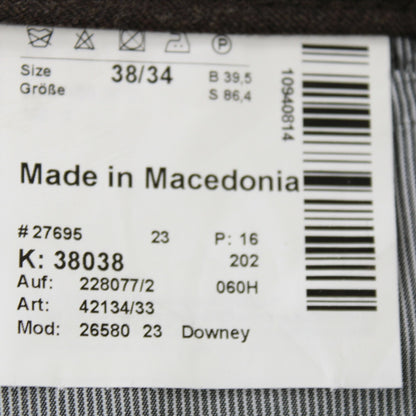 P
Size 38/34 B 39,5
Größe S 86,4
10940814
Made in Macedonia
# 27695 23 P: 16
K: 38038 202
Auf: 228077/2 060H
Art: 42134/33
Mod: 26580 23 Downey